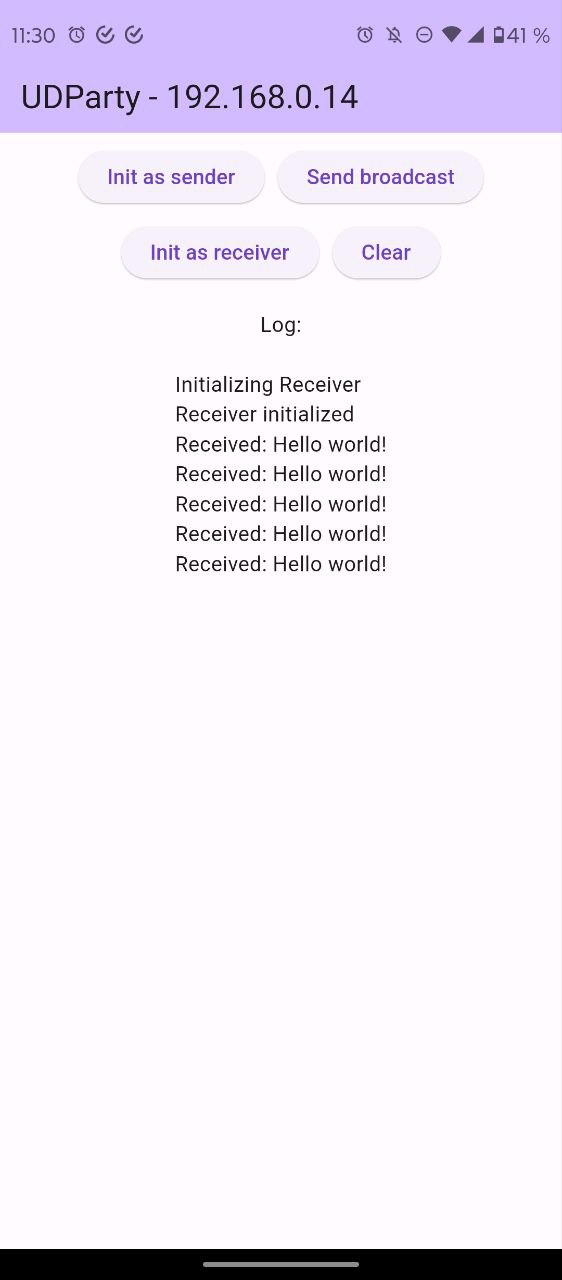 11:30 41 %
UDParty - 192.168.0.14
Init as sender Send broadcast
Init as receiver Clear
Log:
Initializing Receiver
Receiver initialized
Received: Hello world!
Received: Hello world!
Received: Hello world!
Received: Hello world!
Received: Hello world!